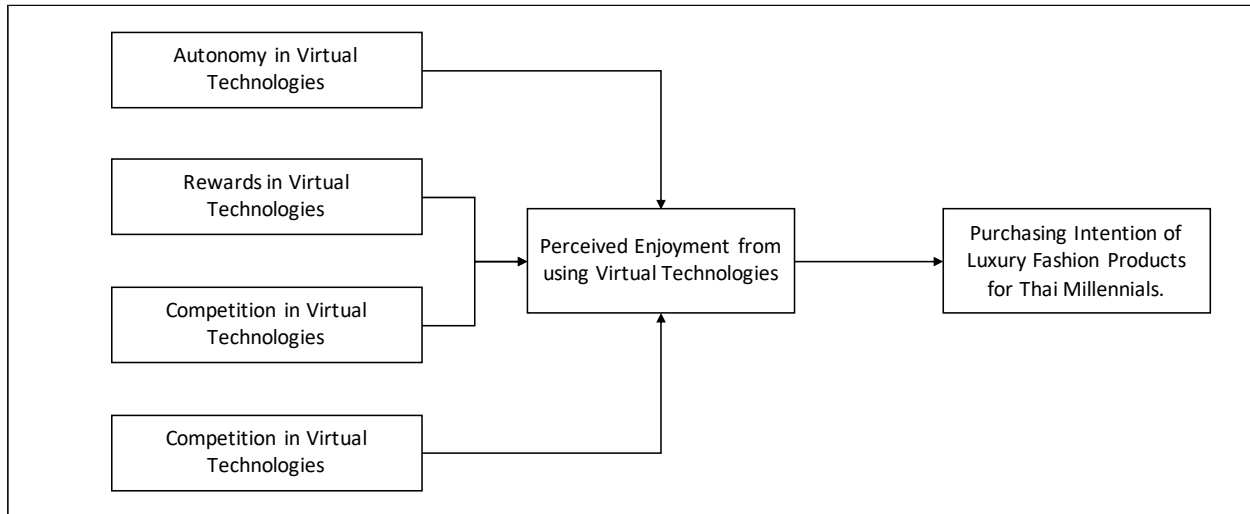 Autonomy in Virtual
Technologies
Rewards in Virtual
Technologies
Competition in Virtual
Technologies
Competition in Virtual
Technologies
Perceived Enjoyment from
using Virtual Technologies
Purchasing Intention of
Luxury Fashion Products
for Thai Millennials.